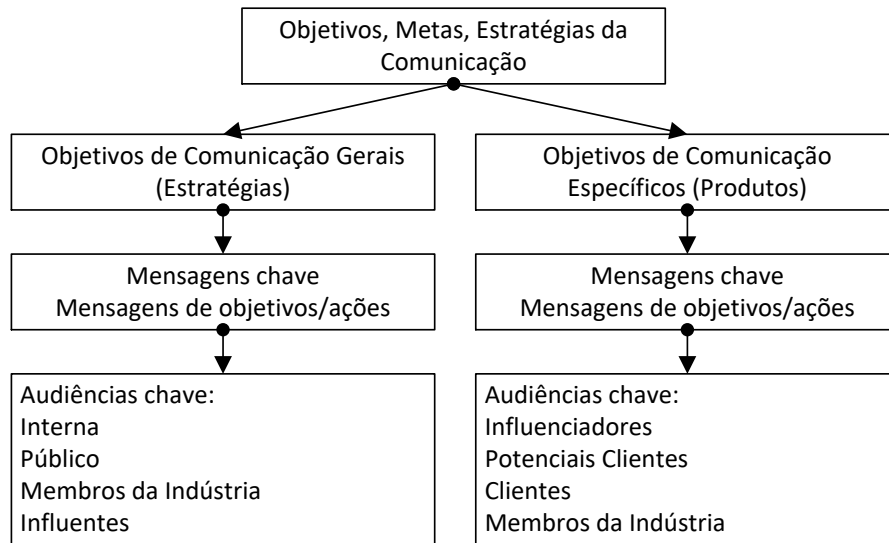 Objetivos, Metas, Estratégias da
Comunicação
Objetivos de Comunicação Gerais
(Estratégias)
Objetivos de Comunicação
Específicos (Produtos)
Mensagens chave
Mensagens de objetivos/ações
Mensagens chave
Mensagens de objetivos/ações
Audiências chave:
Interna
Público
Membros da Indústria
Influentes
Audiências chave:
Influenciadores
Potenciais Clientes
Clientes
Membros da Indústria